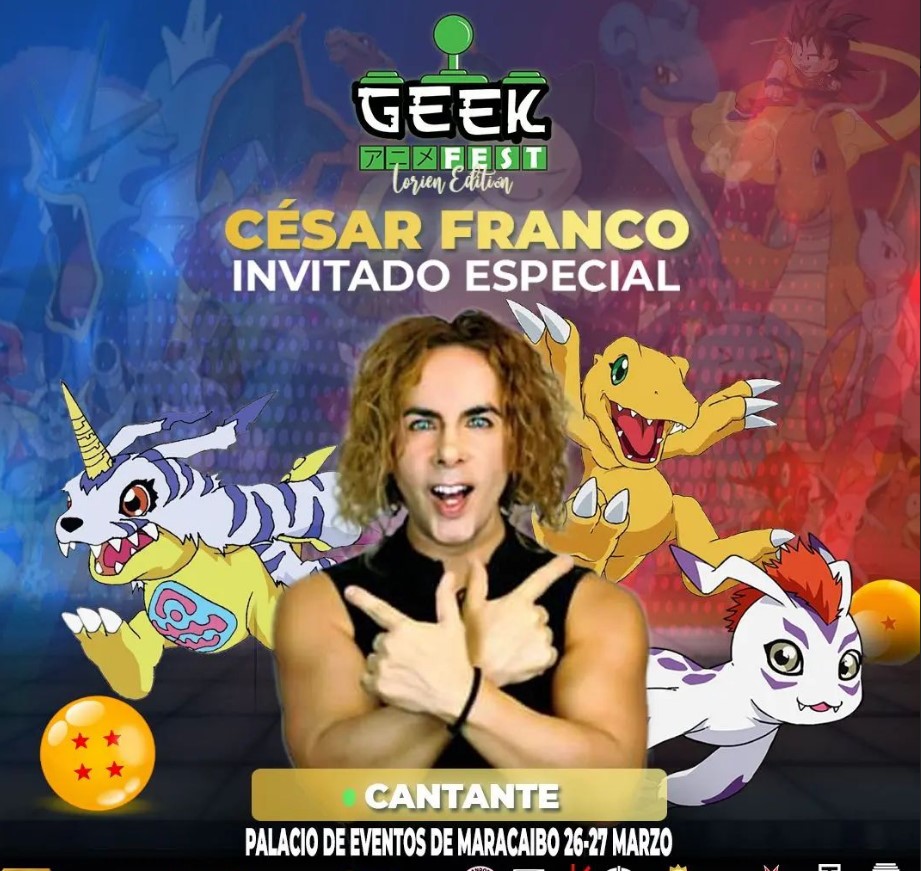 GEEK
アニメ FEST
Lorien Edition
CÉSAR FRANCO
INVITADO ESPECIAL
CANTANTE
PALACIO DE EVENTOS DE MARACAIBO 26-27 MARZO